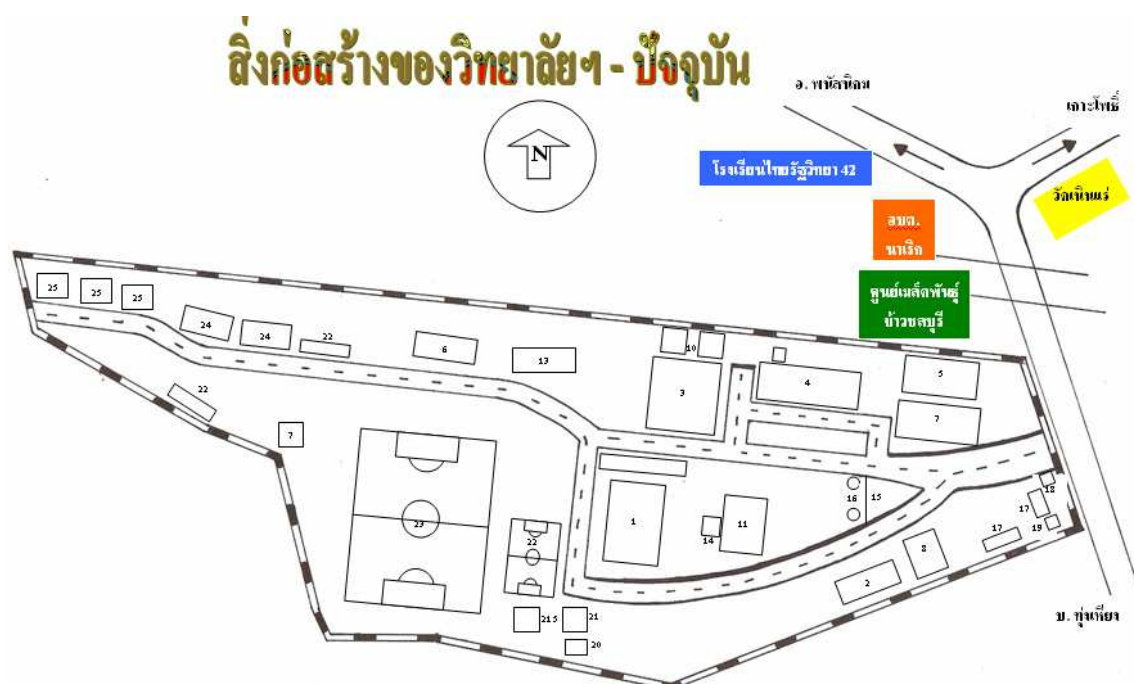 สิ่งก่อสร้างของวิทยาลัยฯ - ปัจจุบัน
อ. พนัสนิคม
เกาะโพธิ์
N
โรงเรียนไทยรัฐวิทยา 42
วัดเนินแร่
อบต.
นาเริก
ศูนย์เมล็ดพันธุ์
ข้าวชลบุรี
25
25
25
24
24
22
6
13
10
3
4
5
7
22
7
23
22
1
14
11
16
15
18
17
19
17
8
2
215
21
20
บ. ทุ่งเหียง